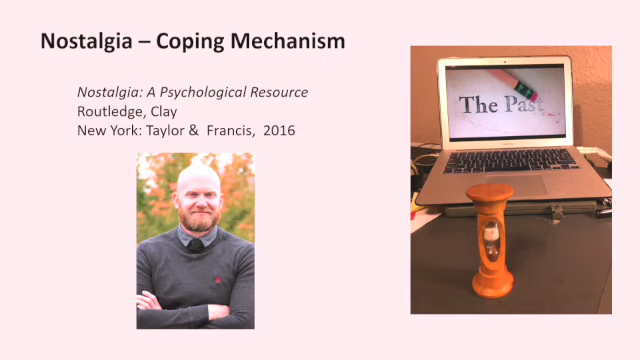 Nostalgia – Coping Mechanism
Nostalgia: A Psychological Resource
Routledge, Clay
New York: Taylor & Francis, 2016
The Past